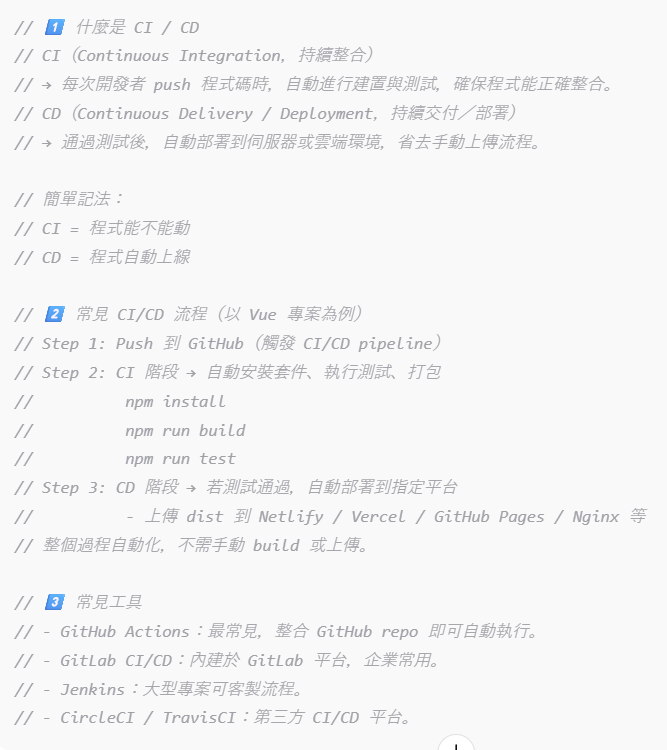 // 1️⃣ 什麼是 CI / CD
// CI（Continuous Integration，持續整合）
// → 每次開發者 push 程式碼時，自動進行建置與測試，確保程式能正確整合。
// CD（Continuous Delivery / Deployment，持續交付／部署）
// → 通過測試後，自動部署到伺服器或雲端環境，省去手動上傳流程。
// 簡單記法：
// CI = 程式能不能動
// CD = 程式自動上線
// 2️⃣ 常見 CI/CD 流程（以 Vue 專案為例）
// Step 1: Push 到 GitHub（觸發 CI/CD pipeline）
// Step 2: CI 階段 → 自動安裝套件、執行測試、打包
//          npm install
//          npm run build
//          npm run test
// Step 3: CD 階段 → 若測試通過，自動部署到指定平台
//          - 上傳 dist 到 Netlify / Vercel / GitHub Pages / Nginx 等
// 整個過程自動化，不需手動 build 或上傳。
// 3️⃣ 常見工具
// - GitHub Actions：最常見，整合 GitHub repo 即可自動執行。
// - GitLab CI/CD：內建於 GitLab 平台，企業常用。
// - Jenkins：大型專案可客製流程。
// - CircleCI / TravisCI：第三方 CI/CD 平台。